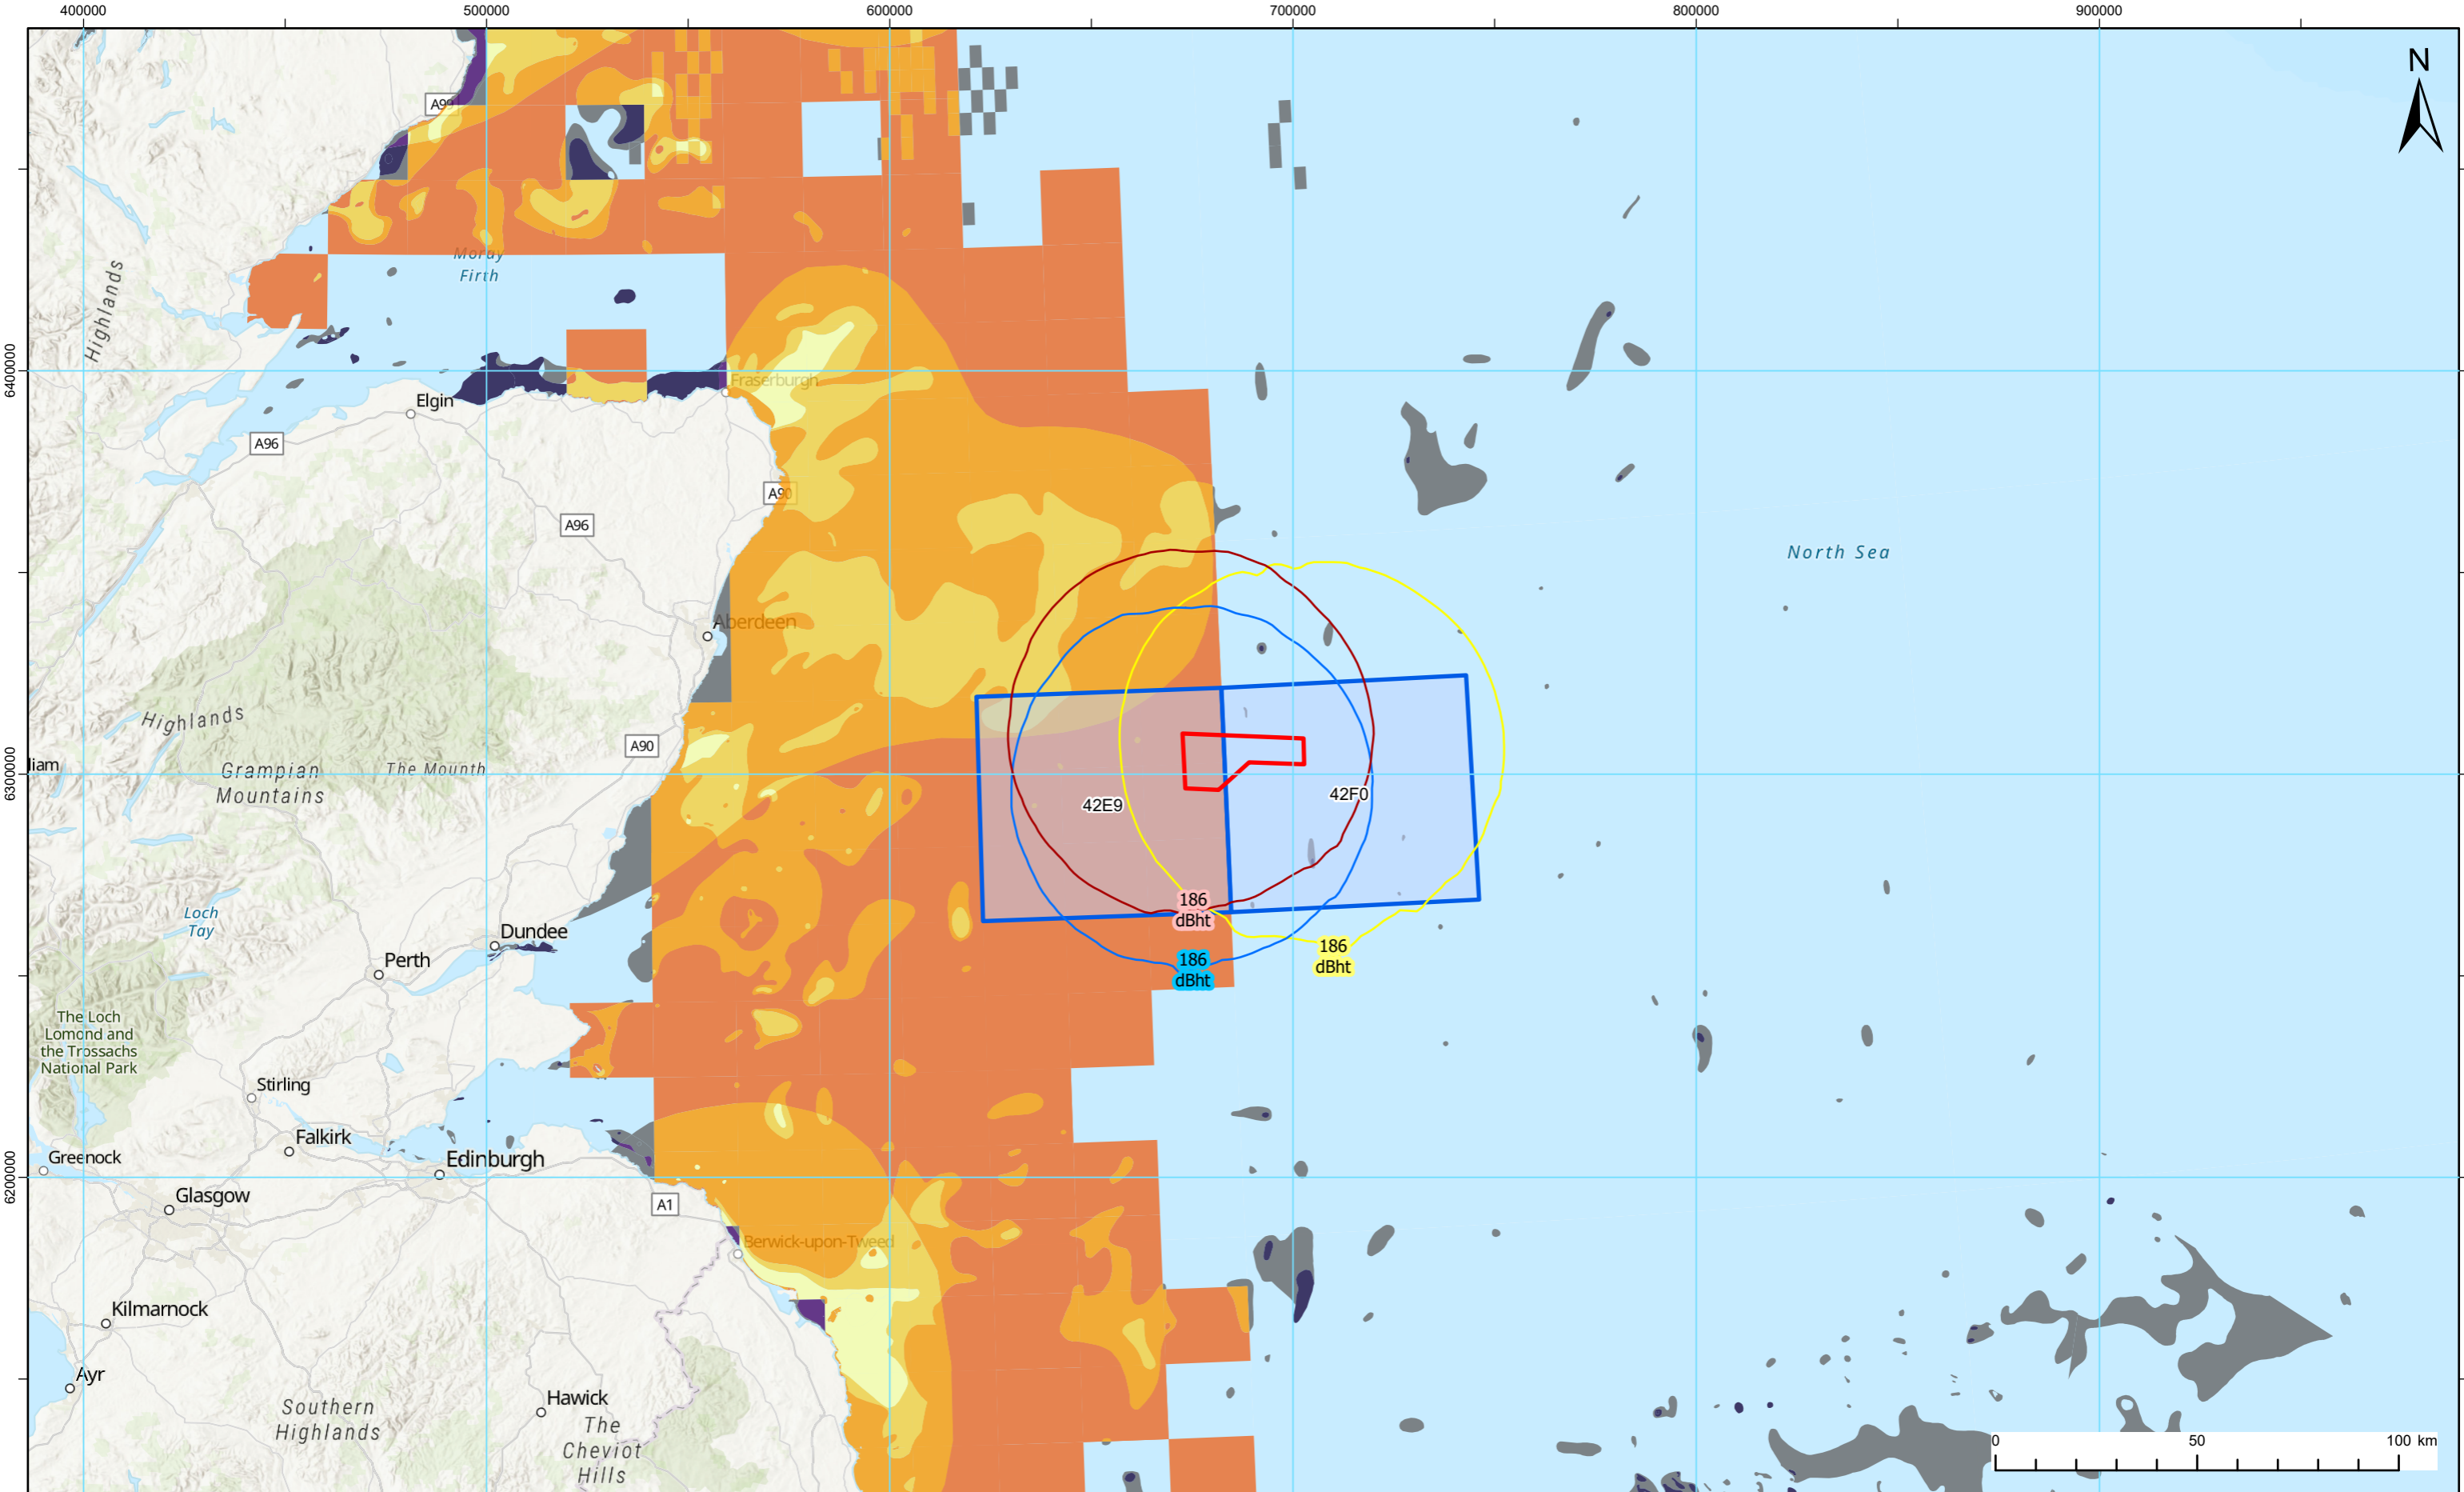 400000
500000
600000
700000
800000
900000
N
A99
Moray
Firth
Highlands
6400000
Fraserburgh
Elgin
A96
A90
A96
North Sea
Aberdeen
Highlands
A90
liam
Grampian
Mountains
The Mounth
6300000
42E9
42F0
186
dBht
186
dBht
186
dBht
Loch
Tay
Dundee
Perth
The Loch
Lomond and
the Trossachs
National Park
Stirling
Falkirk
Greenock
Edinburgh
6200000
Glasgow
A1
Berwick-upon-Tweed
Kilmarnock
Ayr
Hawick
Southern
Highlands
The
Cheviot
Hills
0 50 100 km